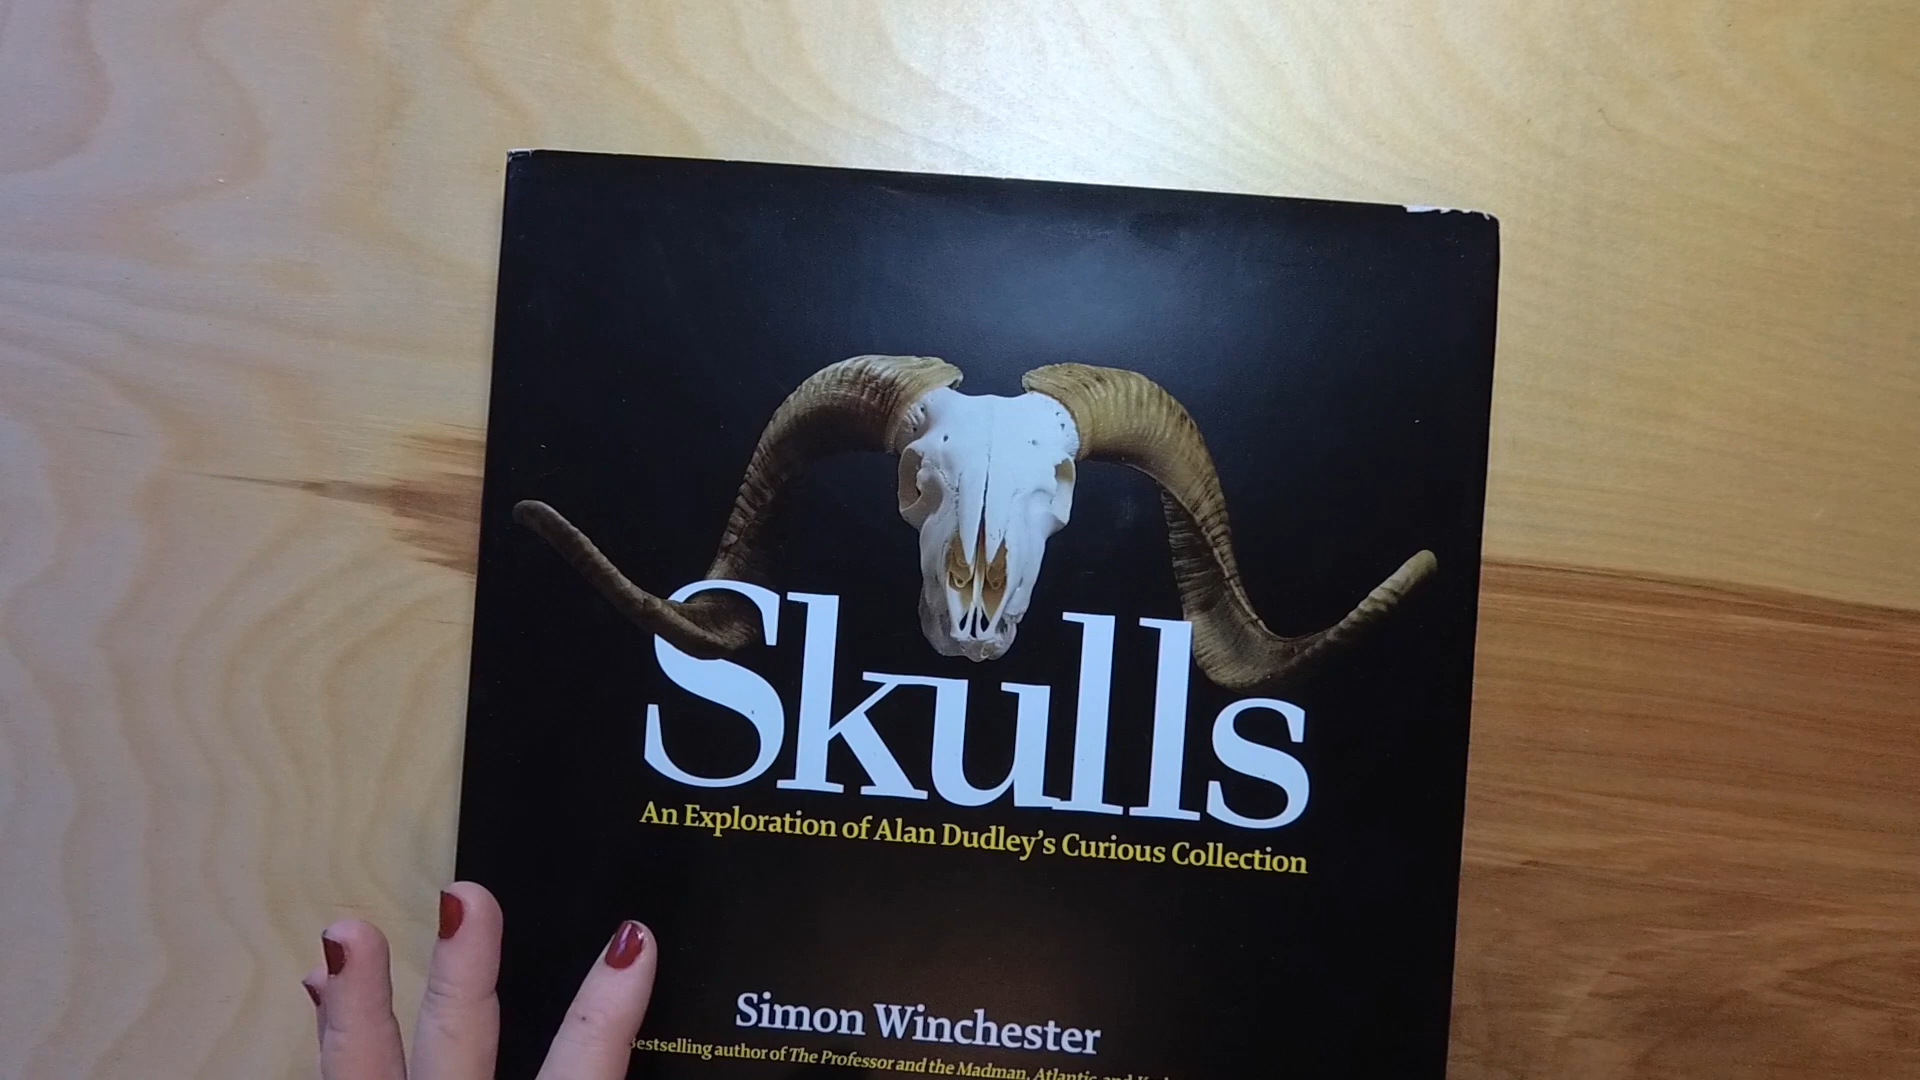 Skulls
An Exploration of Alan Dudley's Curious Collection
Simon Winchester
Bestselling author of The Professor and the Madman, Atlantic, and